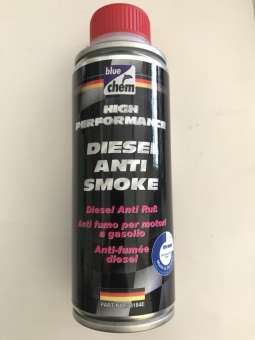 blue
chem
HIGH
PERFORMANCE
DIESEL
ANTI
SMOKE
Diesel Anti Ruß
Anti fumo per motori
a gasolio
Anti-fumée
diesel